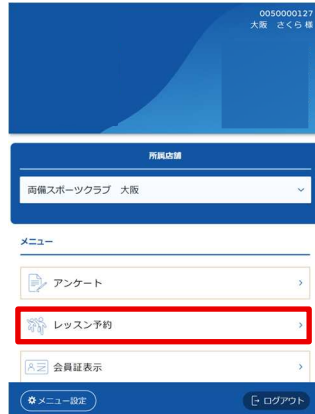 0050000127
大阪 さくら 様
所属店舗
両備スポーツクラブ 大阪
メニュー
アンケート
レッスン予約
会員証表示
メニュー設定
ログアウト